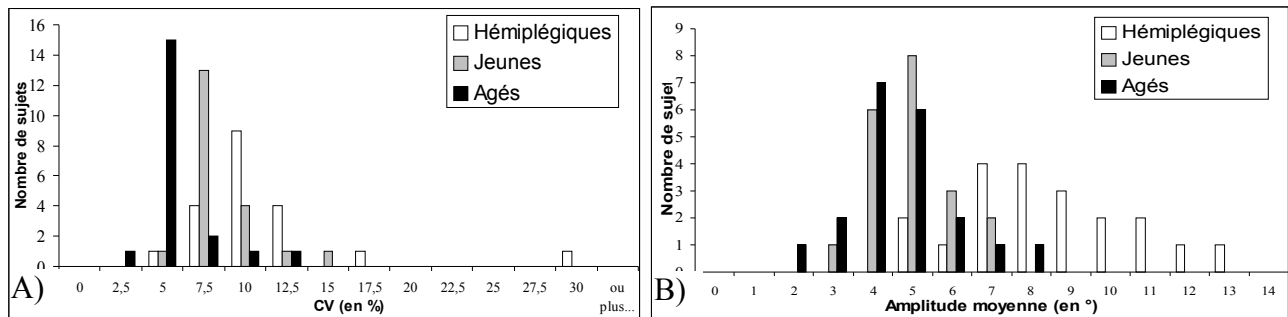 16
14
12
10
8
6
4
2
0
Nombre de sujets
Hémiplégiques
Jeunes
Agés
0 2,5 5 7,5 10 12,5 15 17,5 20 22,5 25 27,5 30 ou
plus...
CV (en %)
A)
9
8
7
6
5
4
3
2
1
0
Nombre de sujet
Hémiplégiques
Jeunes
Agés
0 1 2 3 4 5 6 7 8 9 10 11 12 13 14
Amplitude moyenne (en °)
B)